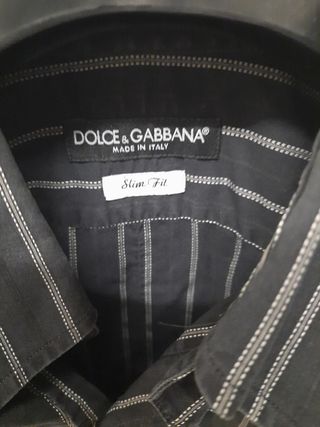 DOLCE & GABBANA®
MADE IN ITALY
Slim Fit